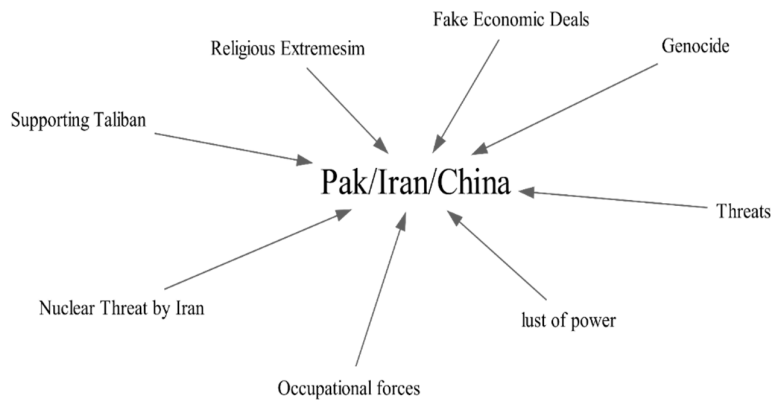 Fake Economic Deals
Religious Extremesim
Genocide
Supporting Taliban
Pak/Iran/China
Threats
Nuclear Threat by Iran
lust of power
Occupational forces